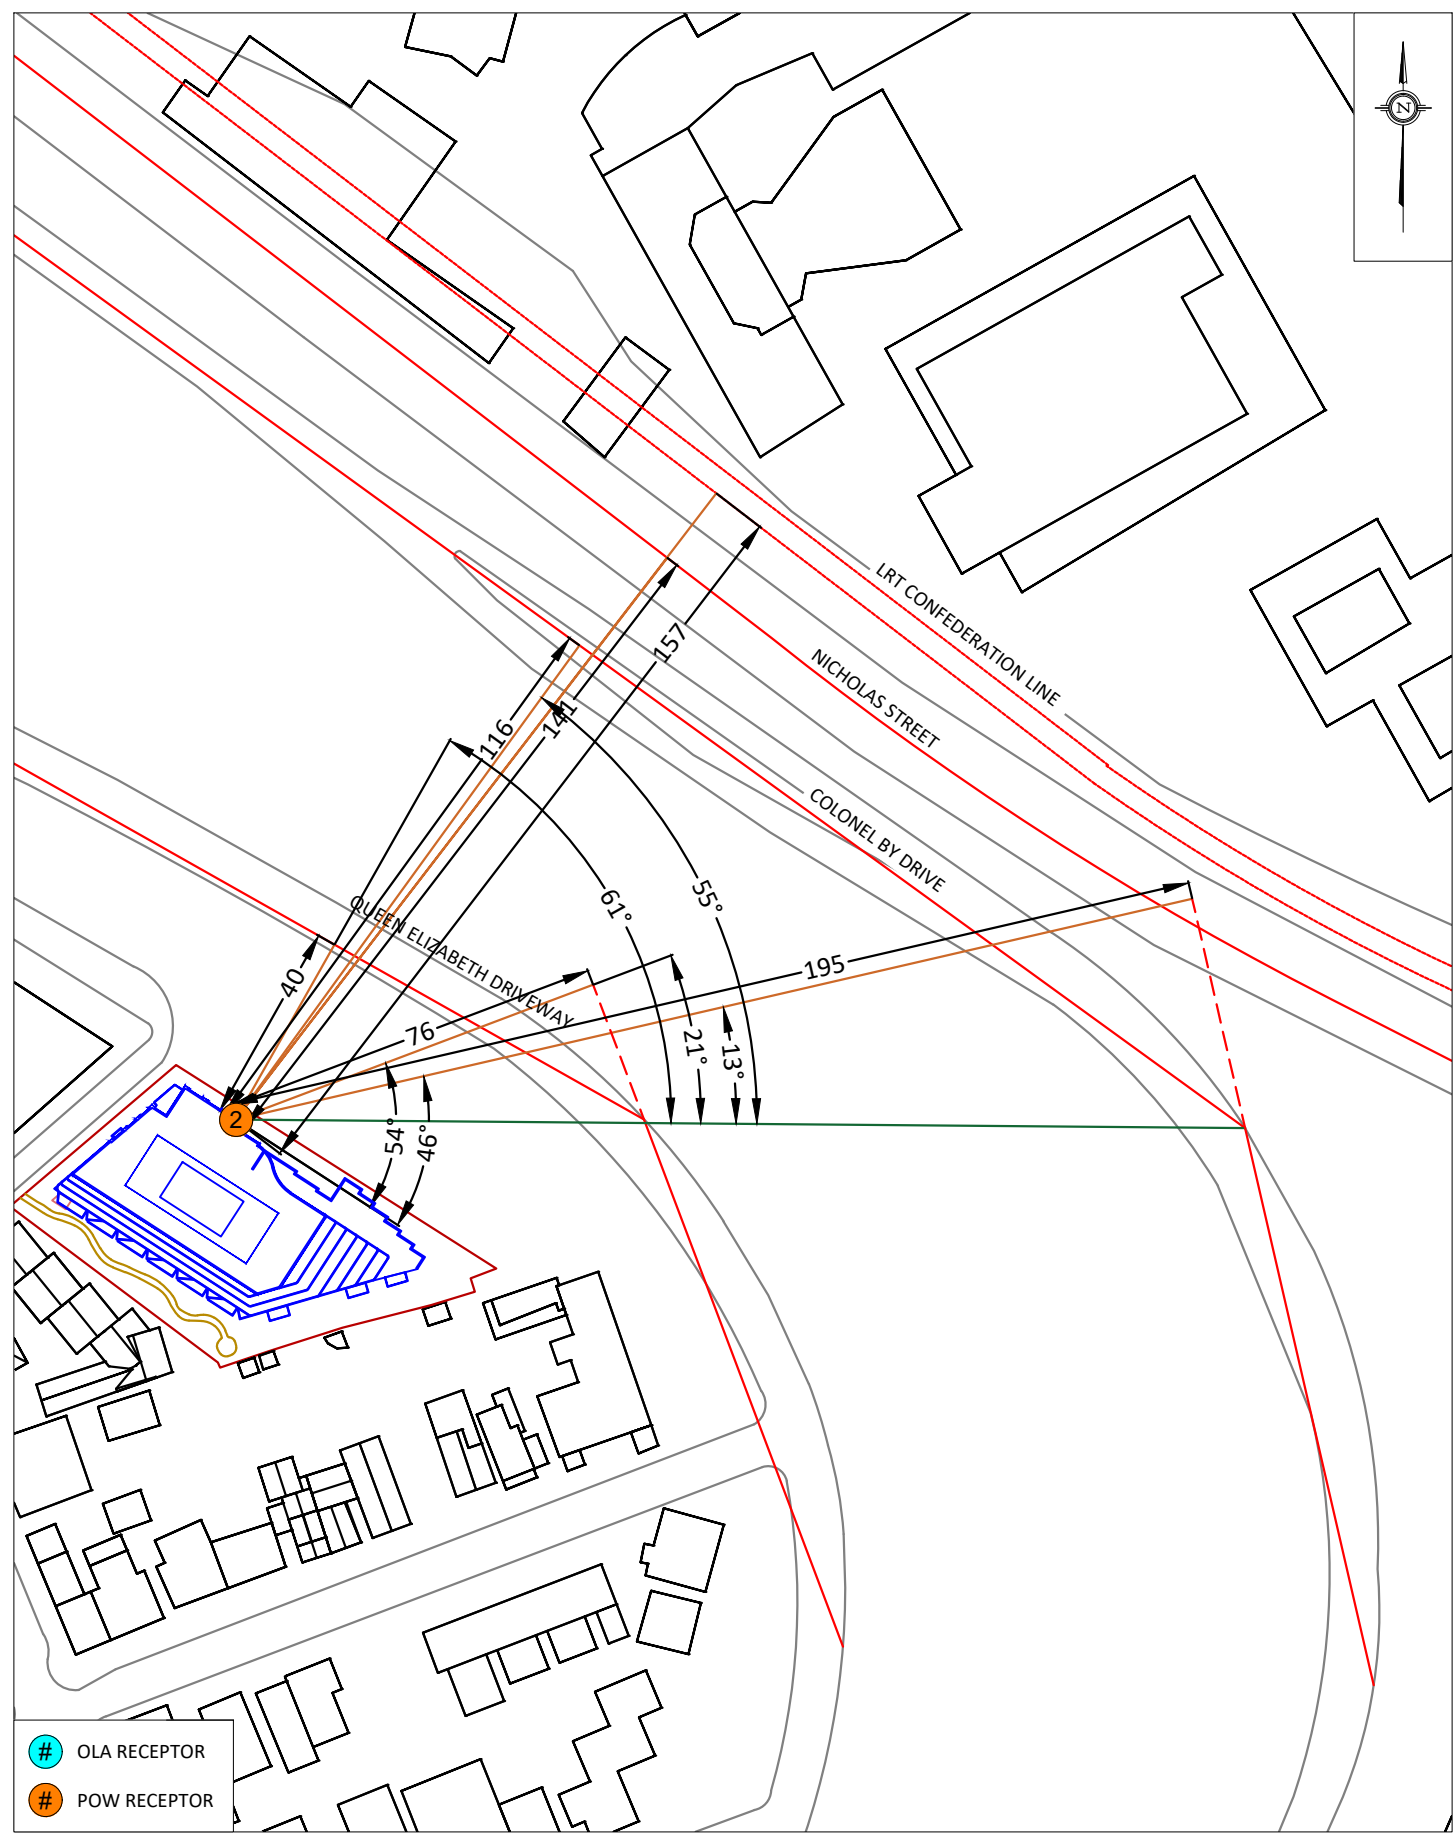 N
LRT CONFEDERATION LINE
NICHOLAS STREET
COLONEL BY DRIVE
QUEEN ELIZABETH DRIVEWAY
157
141
116
61°
55°
40
195
76
21°
13°
54°
46°
2
# OLA RECEPTOR
# POW RECEPTOR